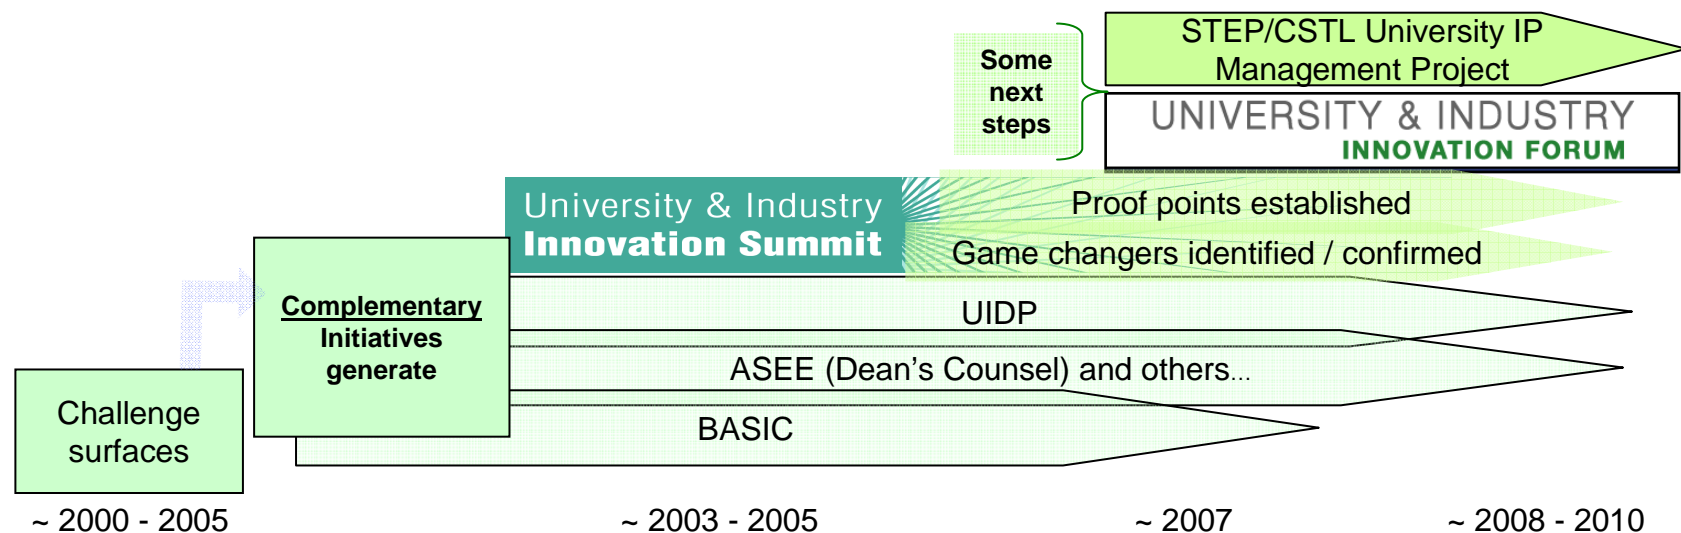 STEP/CSTL University IP
Management Project
Some
next
steps
UNIVERSITY & INDUSTRY
INNOVATION FORUM
University & Industry
Innovation Summit
Proof points established
Game changers identified / confirmed
Complementary
Initiatives
generate
UIDP
ASEE (Dean's Counsel) and others...
Challenge
surfaces
BASIC
~ 2000 - 2005
~ 2003 - 2005
~ 2007
~ 2008 - 2010